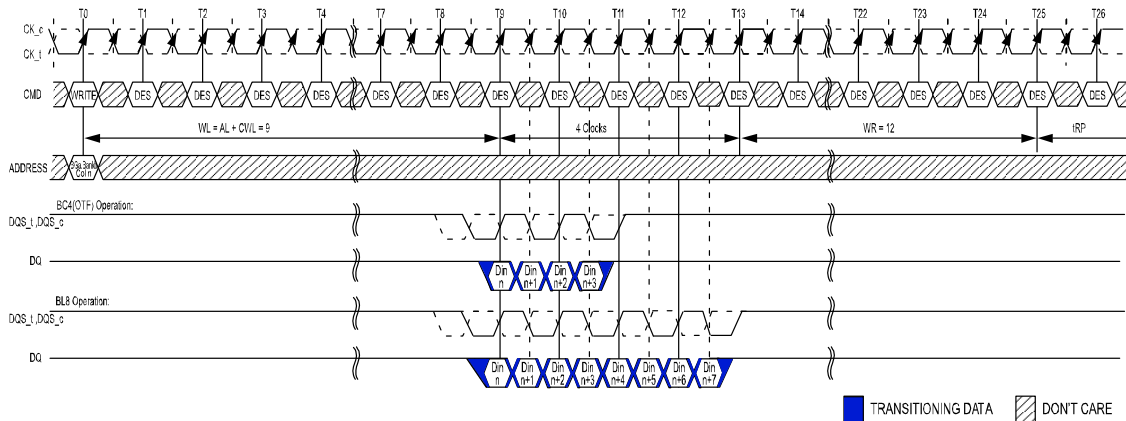 T0 T1 T2 T3 T4 T7 T8 T9 T10 T11 T12 T13 T14 T22 T23 T24 T25 T26
CK_c
CK_t
CMD WRITE DES DES DES DES DES DES DES DES DES DES DES DES DES DES DES DES DES
WL = AL + CWL = 9 4 Clocks WR = 12 tRP
ADDRESS
Col n
BC4(OTF) Operation:
DQS_t ,DQS_c
DQ
Din Din Din Din
n n+1 n+2 n+3
BL8 Operation:
DQS_t ,DQS_c
DQ
Din Din Din Din Din Din Din Din
n n+1 n+2 n+3 n+4 n+5 n+6 n+7
TRANSITIONING DATA DON'T CARE